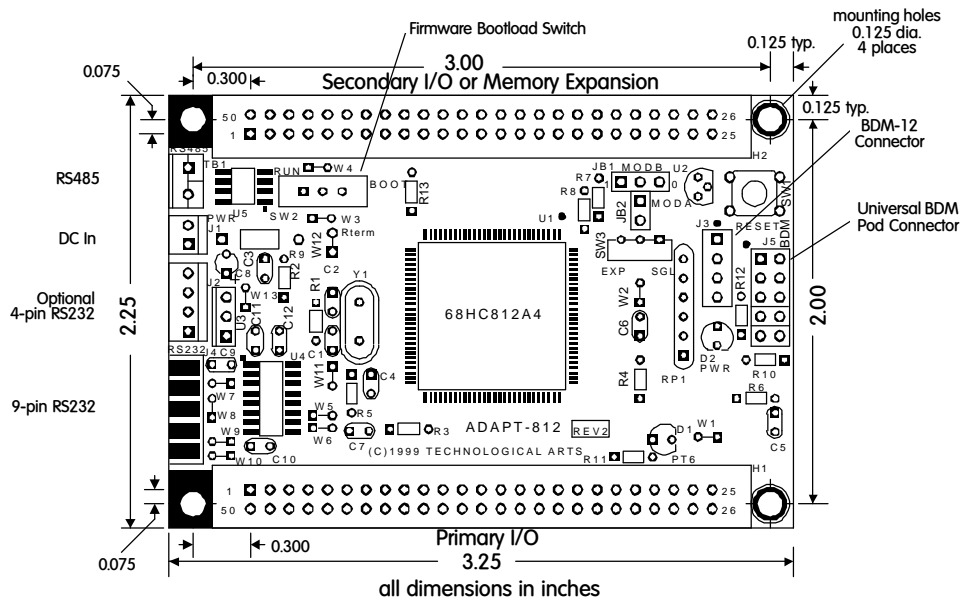 Firmware Bootload Switch
mounting holes
0.125 dia.
4 places
0.125 typ.
3.00
0.075
0.300
Secondary I/O or Memory Expansion
0.125 typ.
50
26
1
25
H2
BDM-12
Connector
RS485
RS485
TB1
U5
RUN
W4
BOOT
SW2
R13
JB1
MODB
U2
R7
1
0
R8
JB2
MODA
SW1
RESET
Universal BDM
Pod Connector
DC In
PWR
J1
W3
Rterm
W12
U1
SW3
EXP
SGL
J3
BDM
J5
C3
C8
R9
R2
C2
Y1
R1
W2
C6
R12
Optional
4-pin RS232
J2
U3
W13
C11
C12
68HC812A4
2.25
2.00
RS232
J4
C9
U4
C1
W11
C4
R4
RP1
D2
PWR
R10
9-pin RS232
W7
W8
W9
W10
C10
W5
W6
R5
C7
R3
ADAPT-812
REV2
D1
W1
R6
C5
(C)1999 TECHNOLOGICAL ARTS
R11
PT6
H1
1
25
50
26
0.075
0.300
Primary I/O
3.25
all dimensions in inches